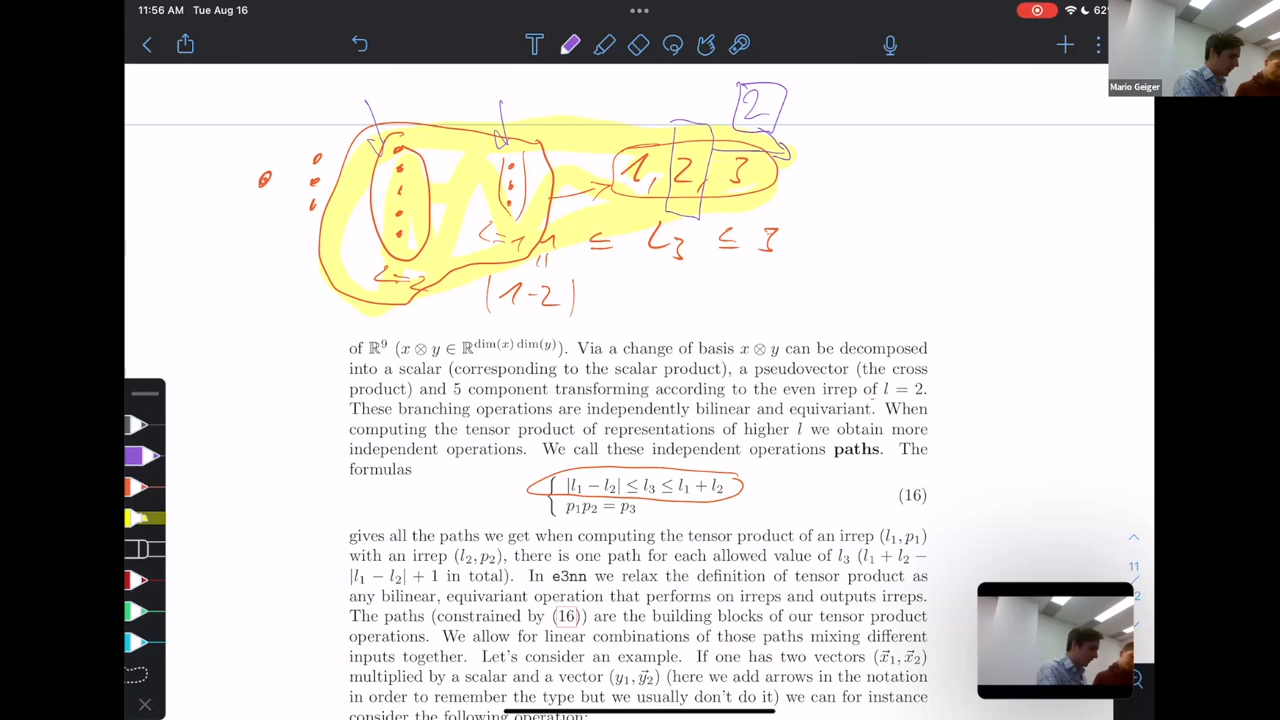 11:56 AM Tue Aug 16
62
Mario Geiger
2
1, 2, 3
L=2
1 ≤ L3 ≤ 3
|1-2|
of R^9 (x ⊗ y ∈ R^{dim(x) dim(y)}). Via a change of basis x ⊗ y can be decomposed
into a scalar (corresponding to the scalar product), a pseudovector (the cross
product) and 5 component transforming according to the even irrep of l = 2.
These branching operations are independently bilinear and equivariant. When
computing the tensor product of representations of higher l we obtain more
independent operations. We call these independent operations paths. The
formulas
|l1 − l2| ≤ l3 ≤ l1 + l2
p1p2 = p3
(16)
gives all the paths we get when computing the tensor product of an irrep (l1, p1)
with an irrep (l2, p2), there is one path for each allowed value of l3 (l1 + l2 −
|l1 − l2| + 1 in total). In e3nn we relax the definition of tensor product as
any bilinear, equivariant operation that performs on irreps and outputs irreps.
The paths (constrained by (16)) are the building blocks of our tensor product
operations. We allow for linear combinations of those paths mixing different
inputs together. Let's consider an example. If one has two vectors (x⃗1, x⃗2)
multiplied by a scalar and a vector (y1, y⃗2) (here we add arrows in the notation
in order to remember the type but we usually don't do it) we can for instance
consider the following operation:
11